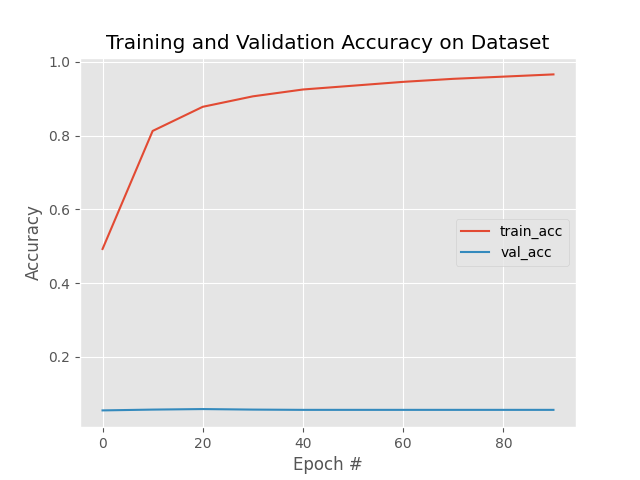 Training and Validation Accuracy on Dataset
1.0
0.8
0.6
0.4
0.2
Accuracy
train_acc
val_acc
0
20
40
60
80
Epoch #